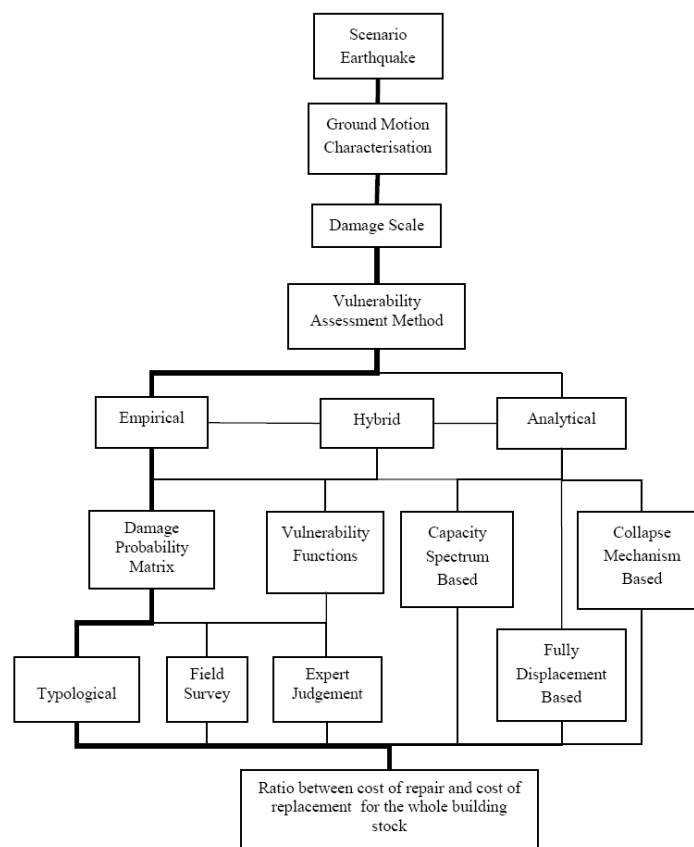 Scenario
Earthquake
Ground Motion
Characterisation
Damage Scale
Vulnerability
Assessment Method
Empirical
Hybrid
Analytical
Damage
Probability
Matrix
Vulnerability
Functions
Capacity
Spectrum
Based
Collapse
Mechanism
Based
Typological
Field
Survey
Expert
Judgement
Fully
Displacement
Based
Ratio between cost of repair and cost of
replacement for the whole building
stock